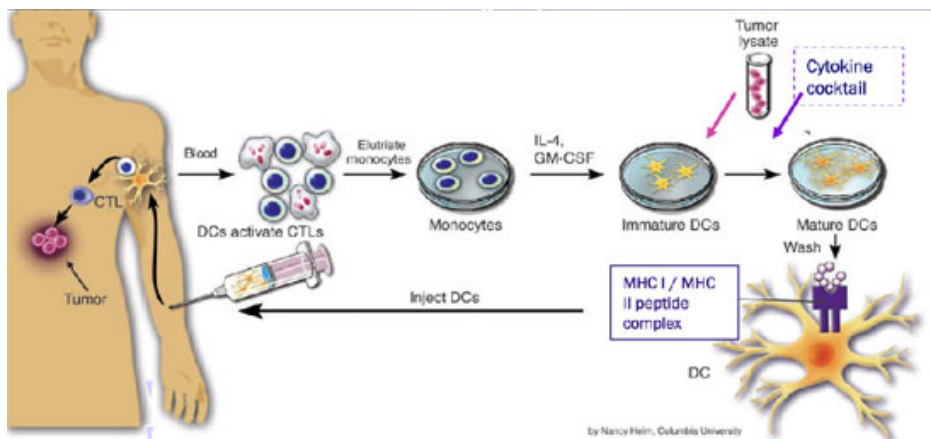 Tumor
lysate
Cytokine
cocktail
Blood
Elutriate
monocytes
IL-4,
GM-CSF
CTL
DCs activate CTLs
Monocytes
Immature DCs
Mature DCs
Wash
Tumor
Inject DCs
MHC I / MHC
II peptide
complex
DC
by Nancy Heim, Columbia University